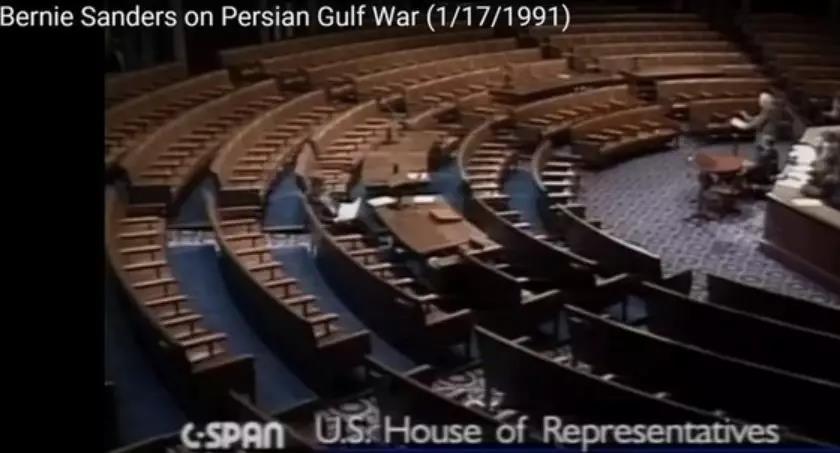 Bernie Sanders on Persian Gulf War (1/17/1991)
C-SPAN U.S. House of Representatives